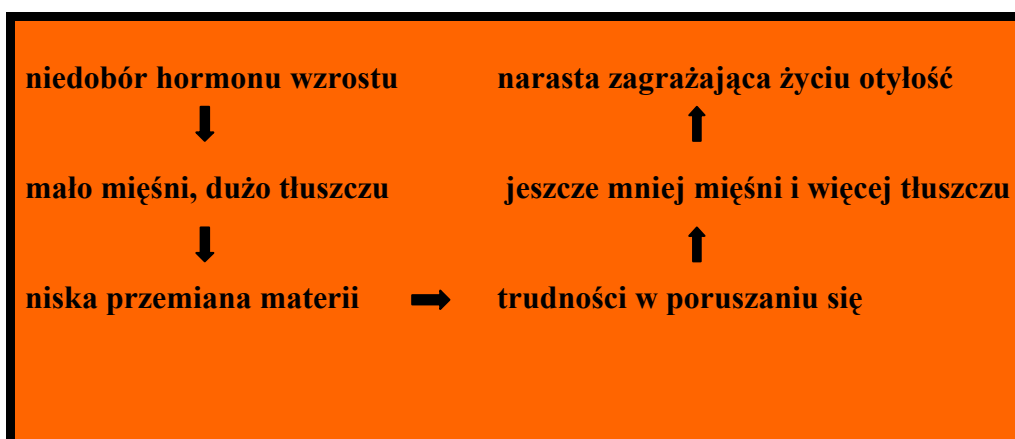 niedobór hormonu wzrostu
mało mięśni, dużo tłuszczu
niska przemiana materii
trudności w poruszaniu się
jeszcze mniej mięśni i więcej tłuszczu
narasta zagrażająca życiu otyłość